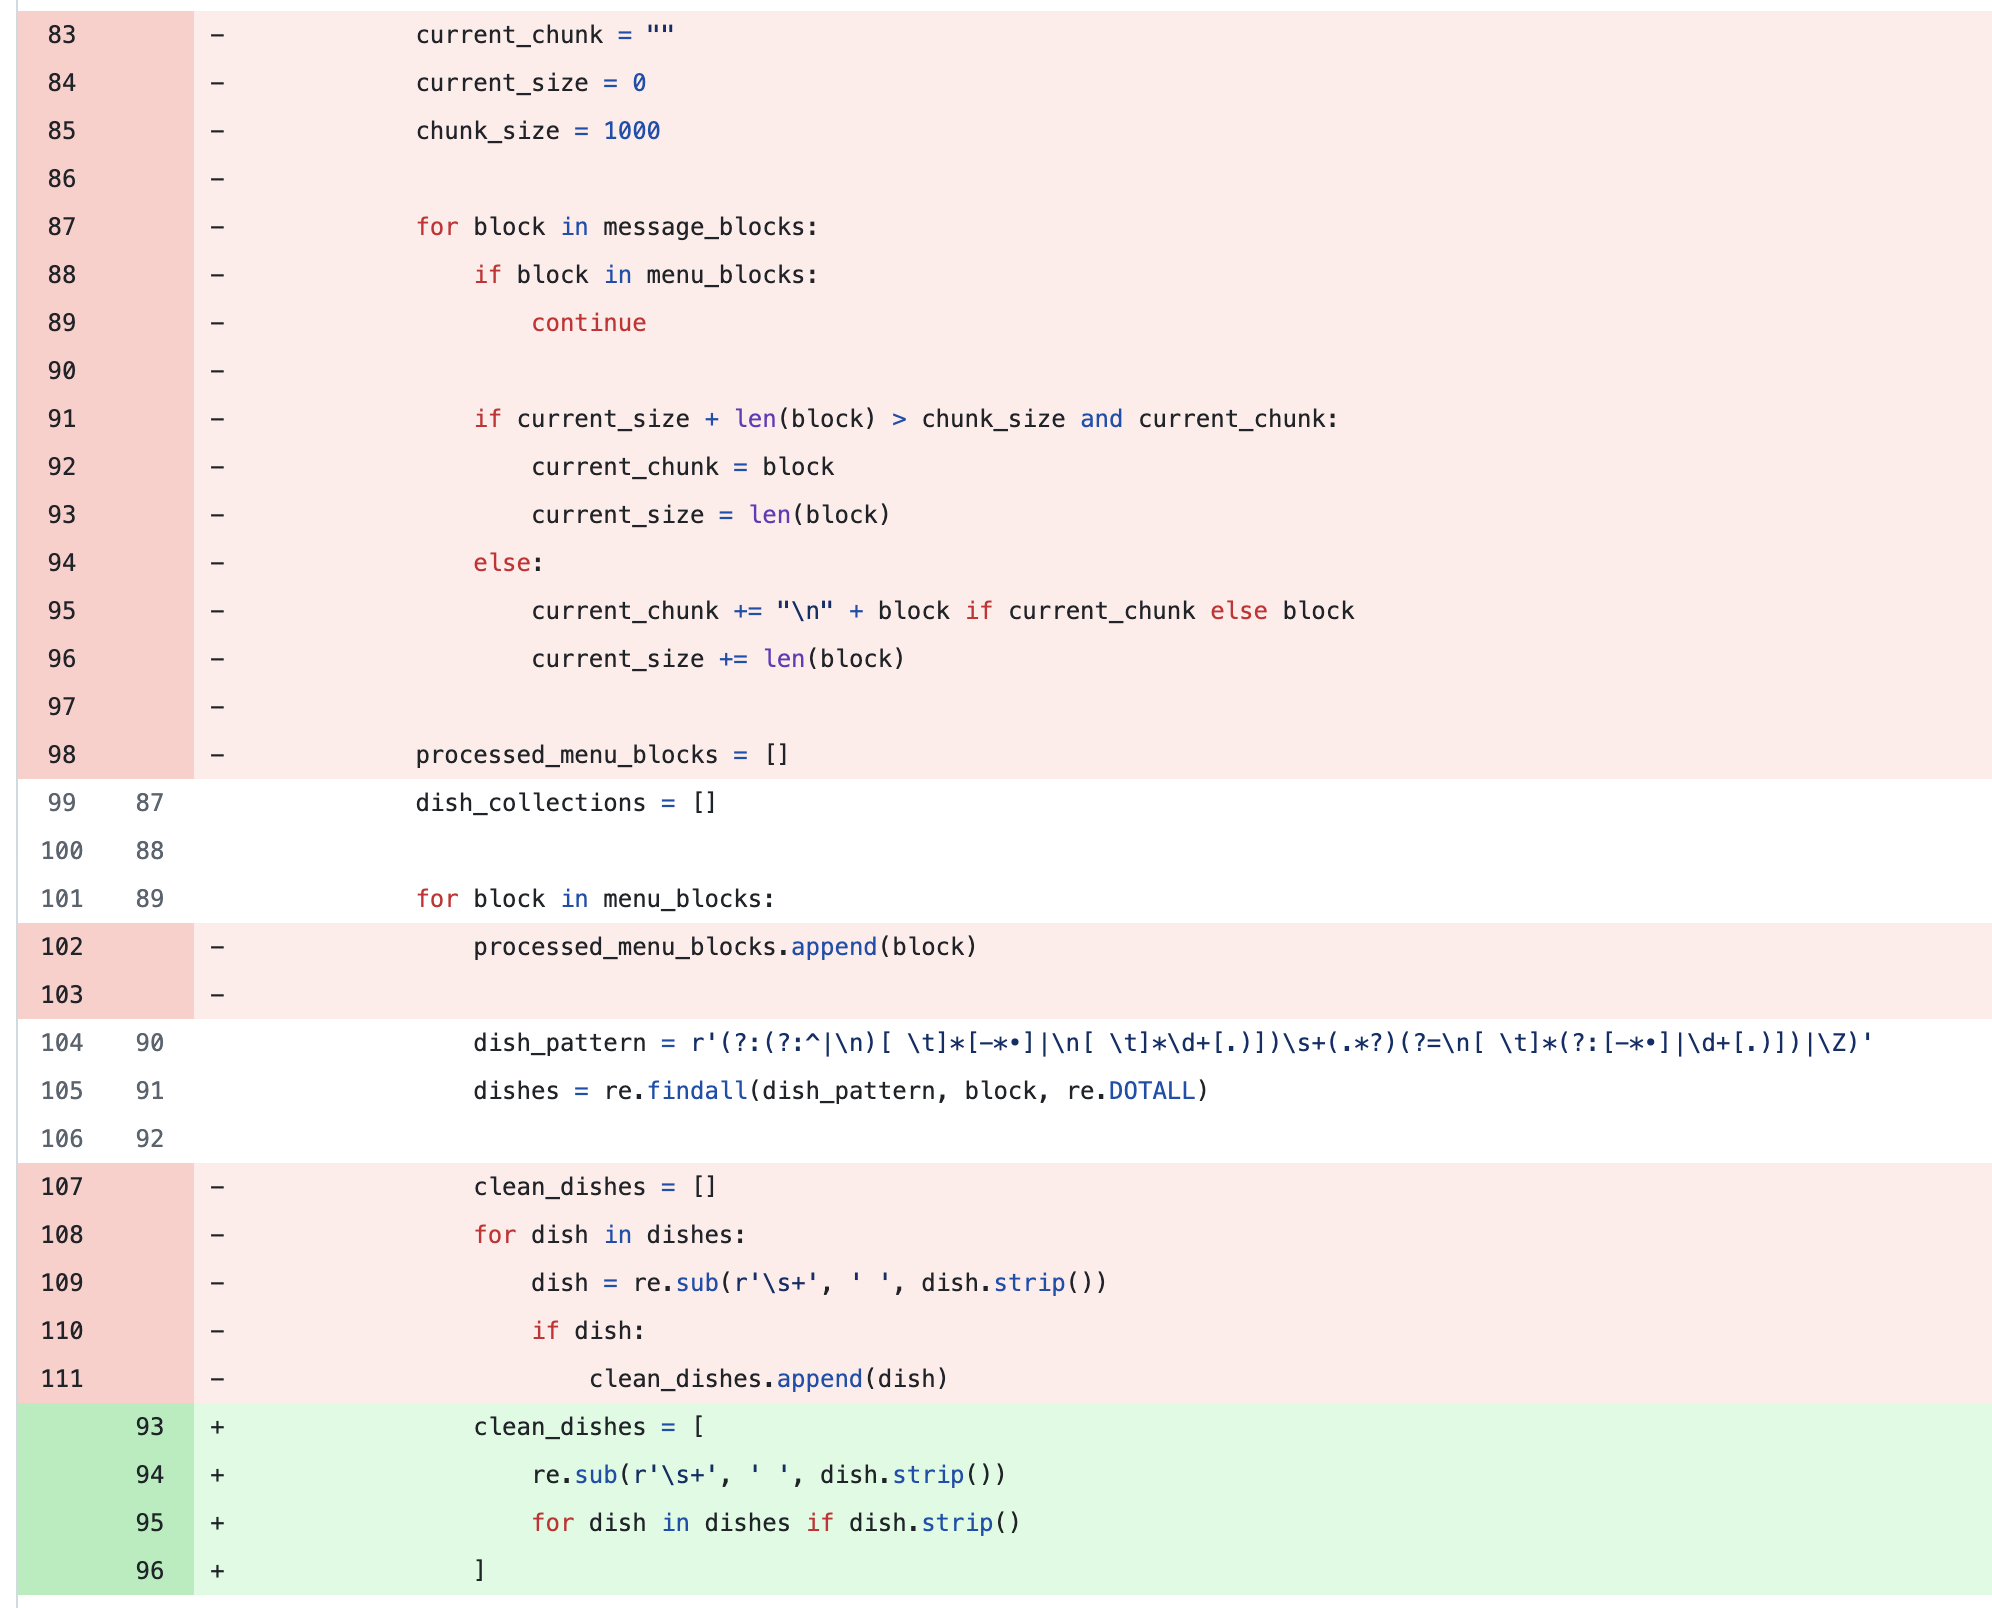 83 - current_chunk = ""
84 - current_size = 0
85 - chunk_size = 1000
86 -
87 - for block in message_blocks:
88 - if block in menu_blocks:
89 - continue
90 -
91 - if current_size + len(block) > chunk_size and current_chunk:
92 - current_chunk = block
93 - current_size = len(block)
94 - else:
95 - current_chunk += "\n" + block if current_chunk else block
96 - current_size += len(block)
97 -
98 - processed_menu_blocks = []
99 87 dish_collections = []
100 88
101 89 for block in menu_blocks:
102 - processed_menu_blocks.append(block)
103 -
104 90 dish_pattern = r'(?:(?:^|\n)[ \t]*[-*•]|\n[ \t]*\d+[.)])\s+(.*?)(?=\n[ \t]*(?:[-*•]|\d+[.)])|\Z)'
105 91 dishes = re.findall(dish_pattern, block, re.DOTALL)
106 92
107 - clean_dishes = []
108 - for dish in dishes:
109 - dish = re.sub(r'\s+', ' ', dish.strip())
110 - if dish:
111 - clean_dishes.append(dish)
93 + clean_dishes = [
94 + re.sub(r'\s+', ' ', dish.strip())
95 + for dish in dishes if dish.strip()
96 + ]